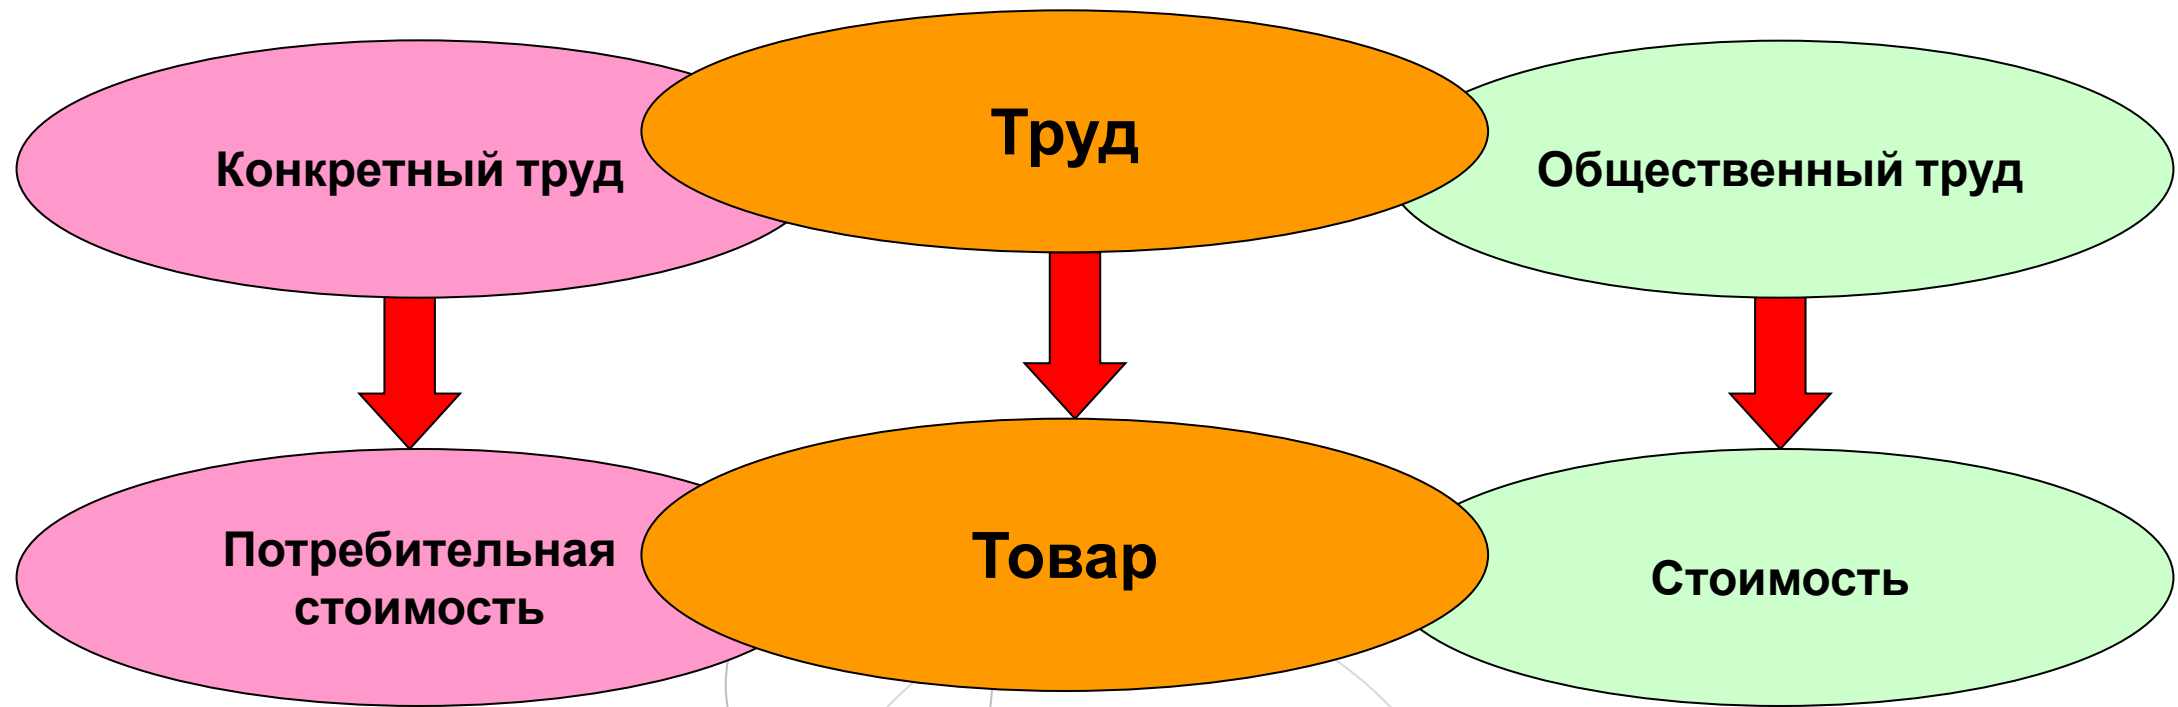 Конкретный труд
Труд
Общественный труд
Потребительная
стоимость
Товар
Стоимость